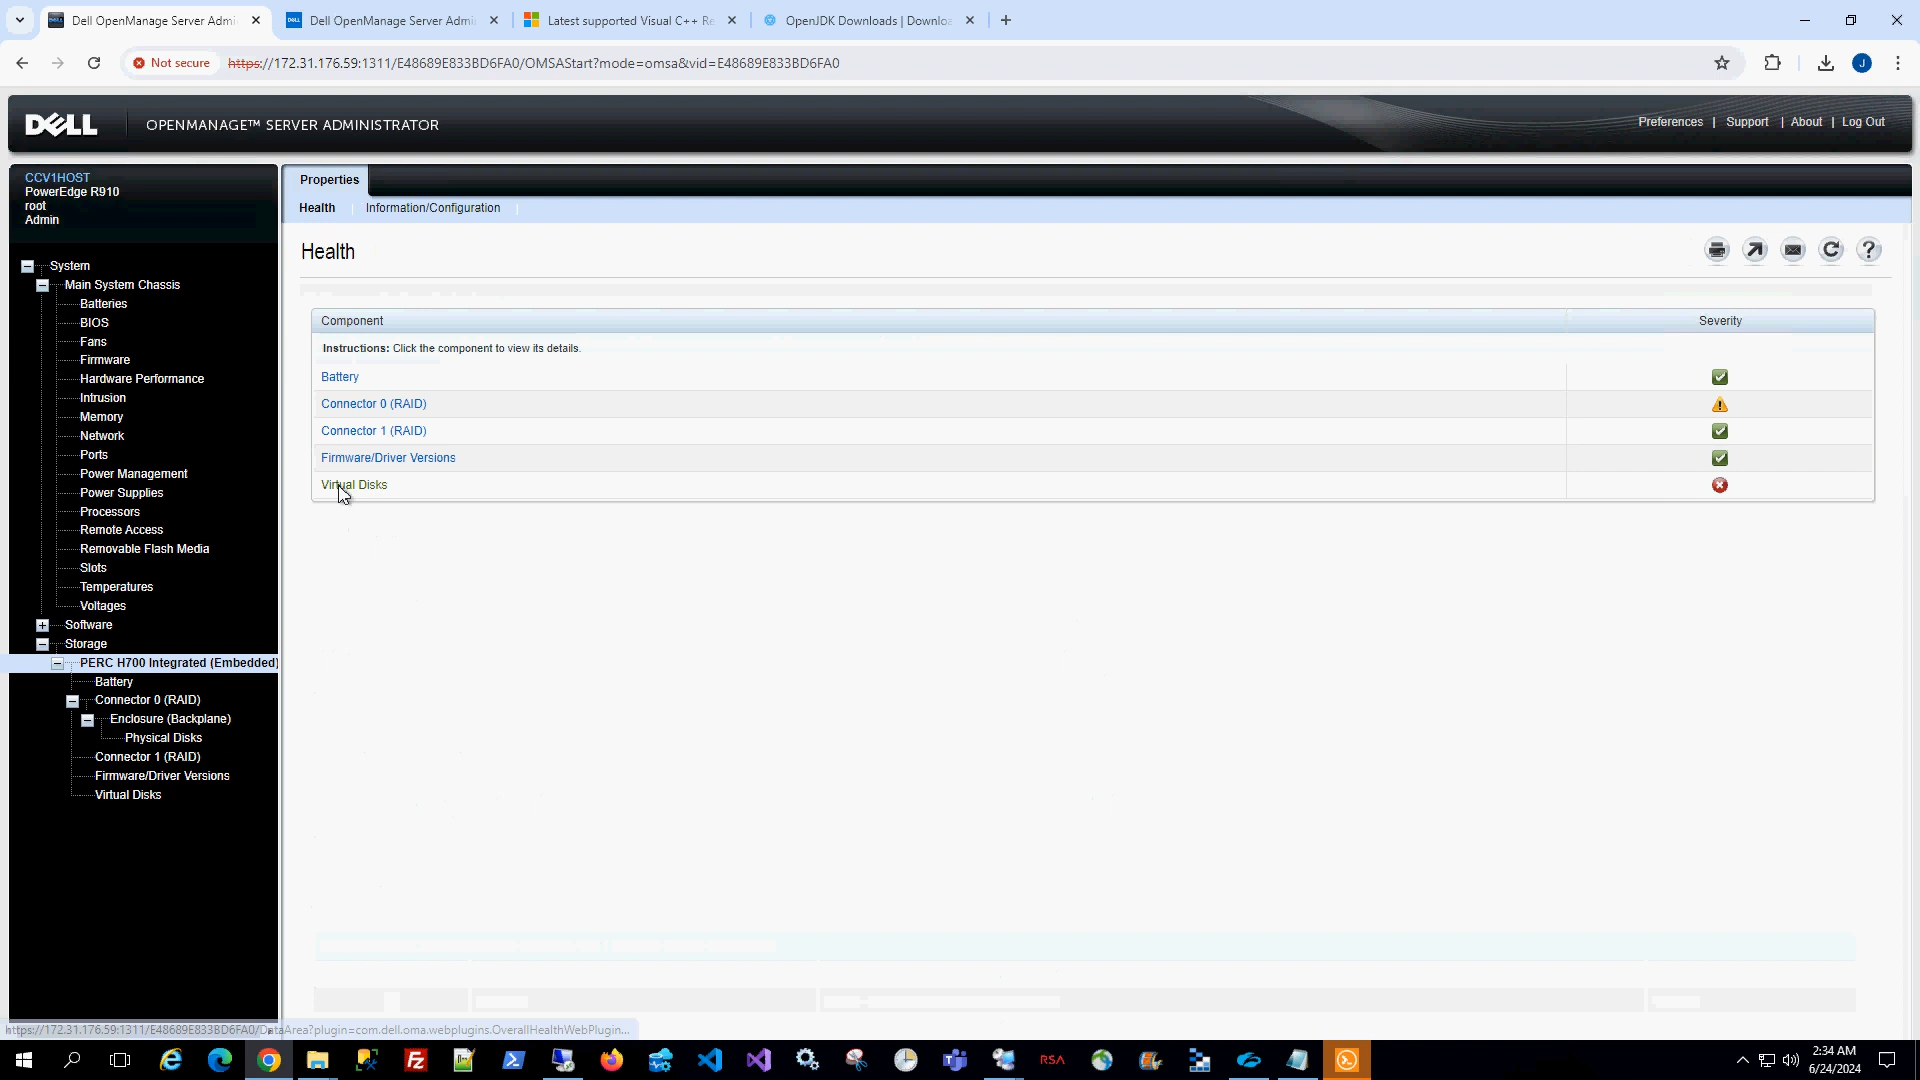 Dell OpenManage Server Admi
Dell OpenManage Server Admi
Latest supported Visual C++ Re
OpenJDK Downloads | Downloa
Not secure
https://172.31.176.59:1311/E48689E833BD6FA0/OMSAStart?mode=omsa&vid=E48689E833BD6FA0
J
DELL
OPENMANAGE™ SERVER ADMINISTRATOR
Preferences | Support | About | Log Out
CCV1HOST
PowerEdge R910
root
Admin
System
Main System Chassis
Batteries
BIOS
Fans
Firmware
Hardware Performance
Intrusion
Memory
Network
Ports
Power Management
Power Supplies
Processors
Remote Access
Removable Flash Media
Slots
Temperatures
Voltages
Software
Storage
PERC H700 Integrated (Embedded)
Battery
Connector 0 (RAID)
Enclosure (Backplane)
Physical Disks
Connector 1 (RAID)
Firmware/Driver Versions
Virtual Disks
Properties
Health
Information/Configuration
Health
Component
Severity
Instructions: Click the component to view its details.
Battery
Connector 0 (RAID)
Connector 1 (RAID)
Firmware/Driver Versions
Virtual Disks
https://172.31.176.59:1311/E48689E833BD6FA0/DataArea?plugin=com.dell.oma.webplugins.OverallHealthWebPlugin...
RSA
2:34 AM
6/24/2024